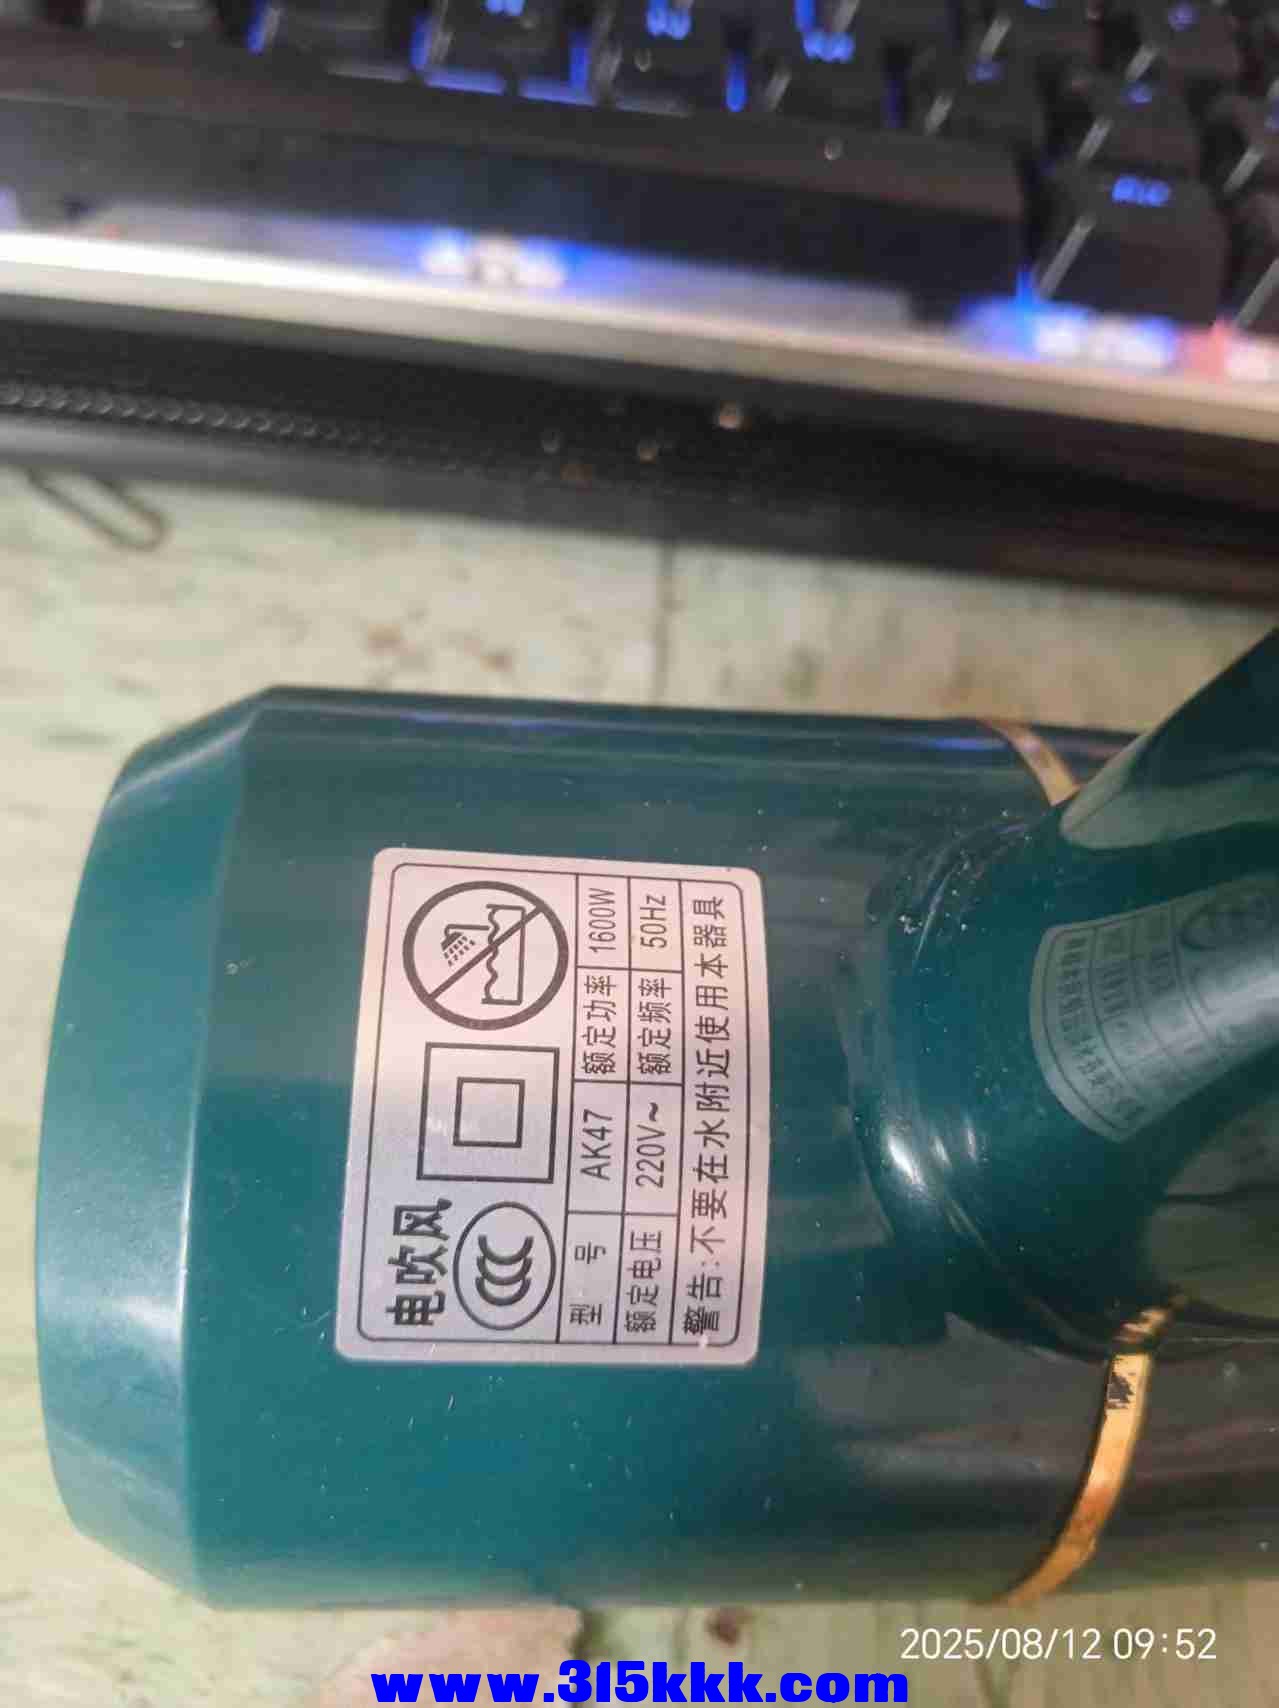 电吹风
型 号 AK47 额定功率 1600W
额定电压 220V~ 额定频率 50Hz
警告:不要在水附近使用本器具
2025/08/12 09:52
www.315kkk.com